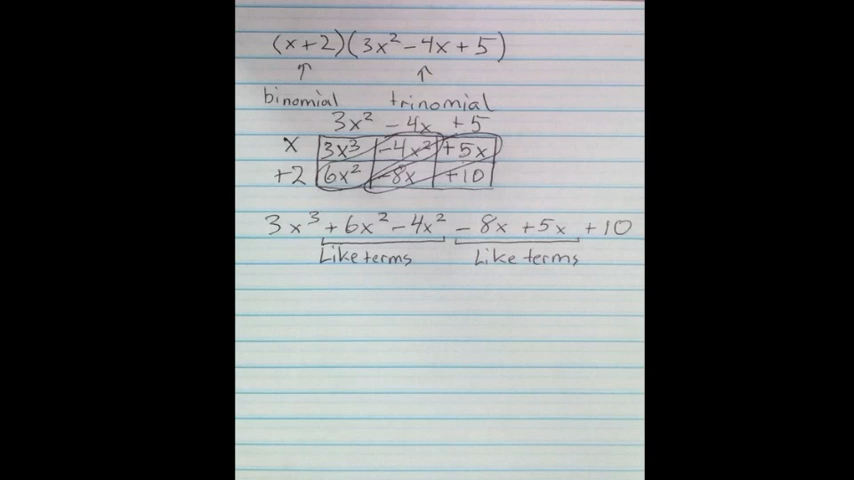 (x+2)(3x² - 4x + 5)
↑ ↑
binomial trinomial
3x² - 4x + 5
x 3x³ -4x² +5x
+2 6x² -8x +10
3x³ + 6x² - 4x² - 8x + 5x + 10
Like terms Like terms